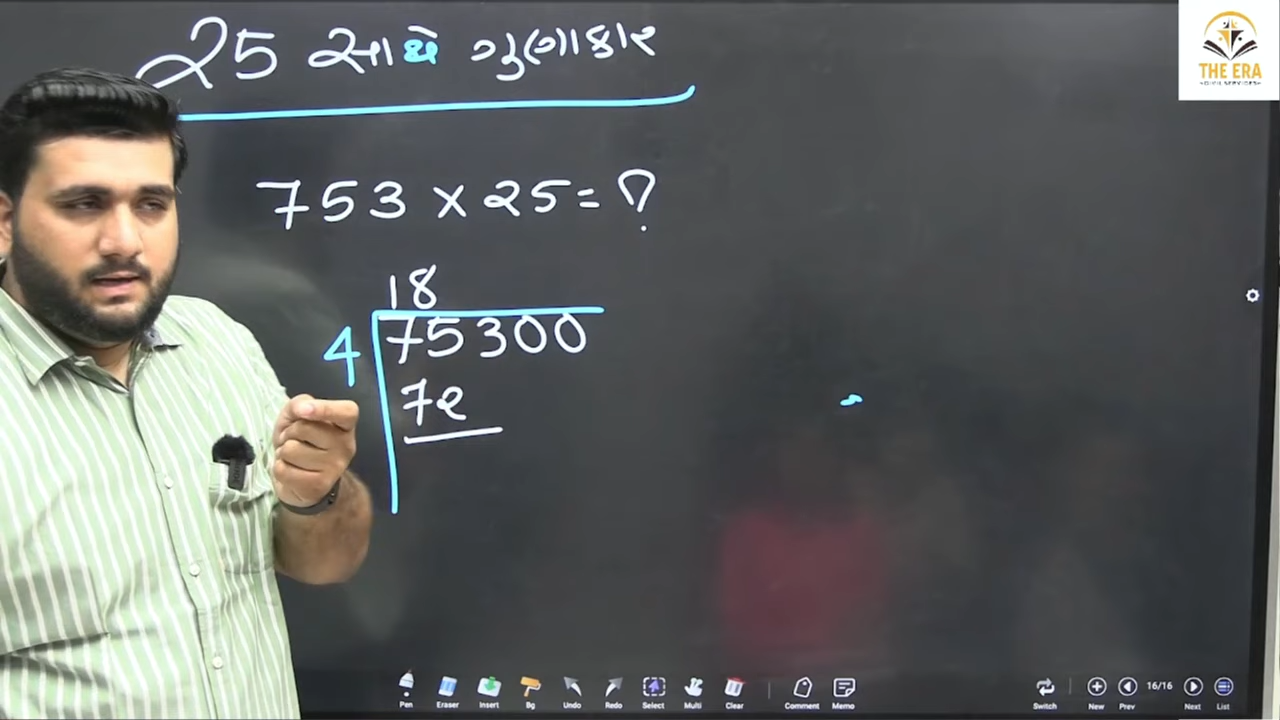 25 સાથે ગુણાકાર
753 × 25 = ?
18
4 75300
72
THE ERA
Pen Eraser Insert Bg Undo Redo Select Multi Clear Comment Memo Switch New Prev 16/16 Next List